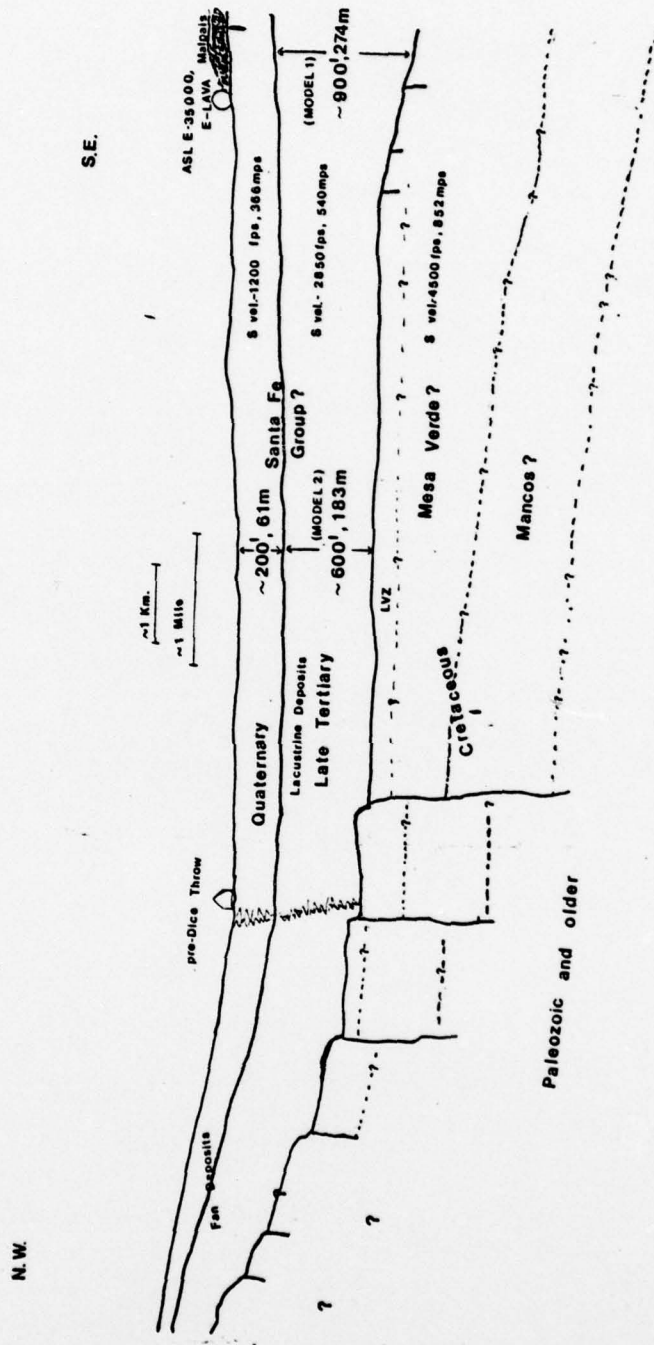 N.W.
S.E.
ASL E-35000,
E-LAVA Malpais
pre-Dice Throw
~1 Km.
~1 Mile
Fan Deposits
Quaternary
~200', 61m
S vel.-1200 fps, 366mps
Santa Fe
Group ?
Lacustrine Deposits
Late Tertiary
(MODEL 2)
~600', 183m
S vel.- 2850fps, 540mps
(MODEL 1)
~900', 274m
LVZ
Mesa Verde ?
S vel-4500 fps, 852mps
Cretaceous
Mancos ?
Paleozoic and older
?
?